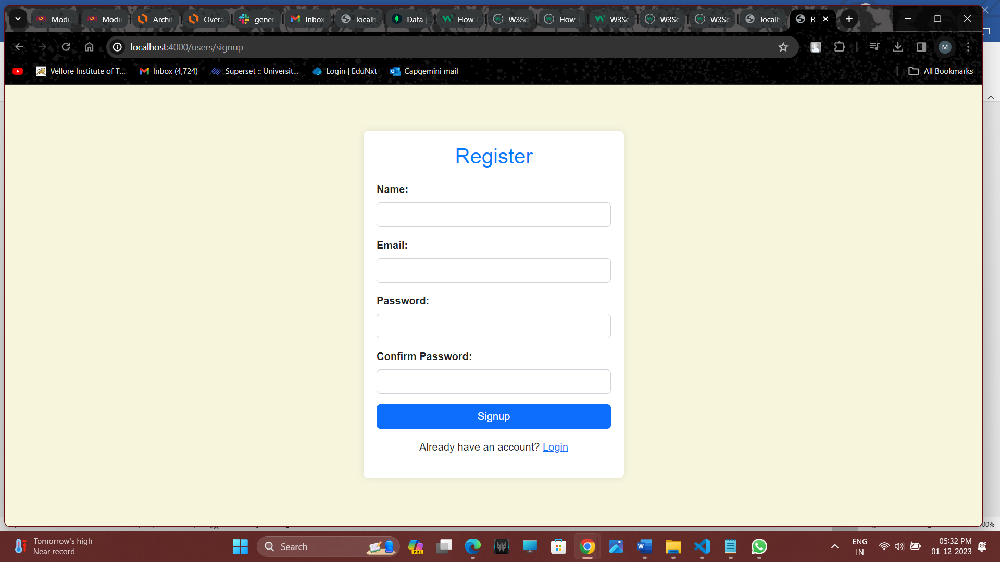 Modu
Modu
Archit
Overa
gener
Inbox
localh
Data |
How T
W3Sc
How T
W3Sc
W3Sc
W3Sc
localh
R
localhost:4000/users/signup
M
Vellore Institute of T...
Inbox (4,724)
Superset :: Universit...
Login | EduNxt
Capgemini mail
All Bookmarks
Register
Name:
Email:
Password:
Confirm Password:
Signup
Already have an account? Login
Tomorrow's high
Near record
Search
PRE
ENG
IN
05:32 PM
01-12-2023